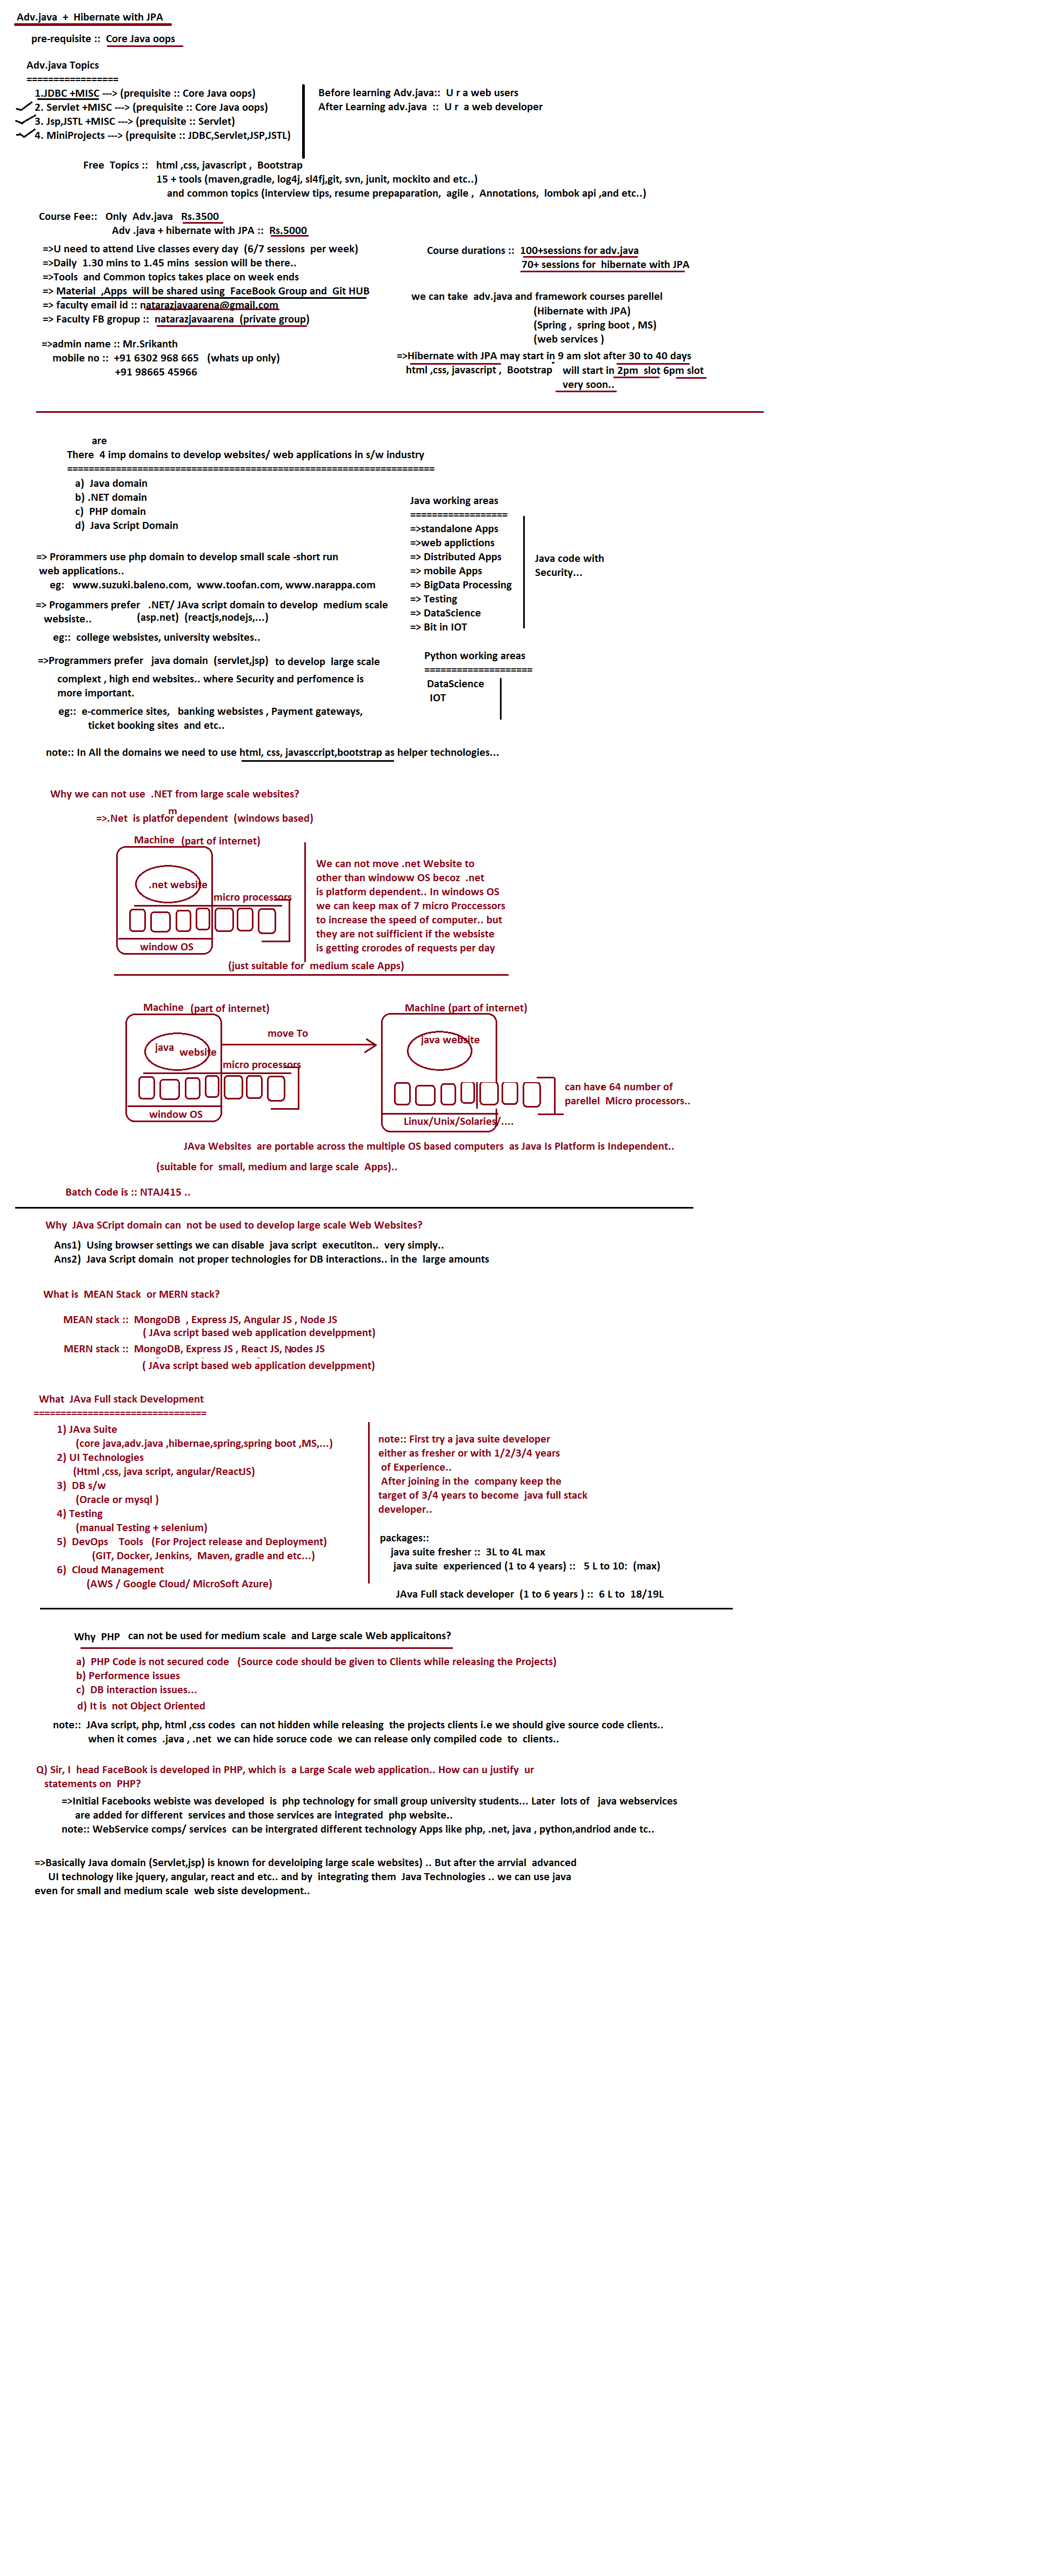 Adv.java + Hibernate with JPA
pre-requisite :: Core Java oops
Adv.java Topics
=================
1.JDBC +MISC ---> (prequisite :: Core Java oops)
2. Servlet +MISC ---> (prequisite :: Core Java oops)
3. Jsp,JSTL +MISC ---> (prequisite :: Servlet)
4. MiniProjects ---> (prequisite :: JDBC,Servlet,JSP,JSTL)
Before learning Adv.java:: U r a web users
After Learning adv.java :: U r a web developer
Free Topics :: html ,css, javascript , Bootstrap
15 + tools (maven,gradle, log4j, sl4fj,git, svn, junit, mockito and etc..)
and common topics (interview tips, resume prepaparation, agile , Annotations, lombok api ,and etc..)
Course Fee:: Only Adv.java Rs.3500
Adv .java + hibernate with JPA :: Rs.5000
=>U need to attend Live classes every day (6/7 sessions per week)
=>Daily 1.30 mins to 1.45 mins session will be there..
=>Tools and Common topics takes place on week ends
=> Material ,Apps will be shared using FaceBook Group and Git HUB
=> faculty email id :: natarazjavaarena@gmail.com
=> Faculty FB gropup :: natarazjavaarena (private group)
=>admin name :: Mr.Srikanth
mobile no :: +91 6302 968 665 (whats up only)
+91 98665 45966
Course durations :: 100+sessions for adv.java
70+ sessions for hibernate with JPA
we can take adv.java and framework courses parellel
(Hibernate with JPA)
(Spring , spring boot , MS)
(web services )
=>Hibernate with JPA may start in 9 am slot after 30 to 40 days
html ,css, javascript , Bootstrap will start in 2pm slot 6pm slot
very soon..
are
There 4 imp domains to develop websites/ web applications in s/w industry
====================================================================
a) Java domain
b) .NET domain
c) PHP domain
d) Java Script Domain
Java working areas
==================
=>standalone Apps
=>web applictions
=> Distributed Apps
=> mobile Apps
=> BigData Processing
=> Testing
=> DataScience
=> Bit in IOT
Java code with
Security...
=> Prorammers use php domain to develop small scale -short run
web applications..
eg: www.suzuki.baleno.com, www.toofan.com, www.narappa.com
=> Progammers prefer .NET/ JAva script domain to develop medium scale
websiste.. (asp.net) (reactjs,nodejs,...)
eg:: college websistes, university websites..
=>Programmers prefer java domain (servlet,jsp) to develop large scale
complext , high end websites.. where Security and perfomence is
more important.
eg:: e-commerice sites, banking websistes , Payment gateways,
ticket booking sites and etc..
Python working areas
====================
DataScience
IOT
note:: In All the domains we need to use html, css, javasccript,bootstrap as helper technologies...
Why we can not use .NET from large scale websites?
m
=>.Net is platfor dependent (windows based)
Machine (part of internet)
.net website
micro processors
window OS
We can not move .net Website to
other than windoww OS becoz .net
is platform dependent.. In windows OS
we can keep max of 7 micro Proccessors
to increase the speed of computer.. but
they are not suifficient if the websiste
is getting crorodes of requests per day
(just suitable for medium scale Apps)
Machine (part of internet)
java website
micro processors
window OS
move To
Machine (part of internet)
java website
can have 64 number of
parellel Micro processors..
Linux/Unix/Solaries/....
JAva Websites are portable across the multiple OS based computers as Java Is Platform is Independent..
(suitable for small, medium and large scale Apps)..
Batch Code is :: NTAJ415 ..
Why JAva SCript domain can not be used to develop large scale Web Websites?
Ans1) Using browser settings we can disable java script executiton.. very simply..
Ans2) Java Script domain not proper technologies for DB interactions.. in the large amounts
What is MEAN Stack or MERN stack?
MEAN stack :: MongoDB , Express JS, Angular JS , Node JS
( JAva script based web application develppment)
MERN stack :: MongoDB, Express JS , React JS, Nodes JS
( JAva script based web application develppment)
What JAva Full stack Development
================================
1) JAva Suite
(core java,adv.java ,hibernae,spring,spring boot ,MS,...)
2) UI Technologies
(Html ,css, java script, angular/ReactJS)
3) DB s/w
(Oracle or mysql )
4) Testing
(manual Testing + selenium)
5) DevOps Tools (For Project release and Deployment)
(GIT, Docker, Jenkins, Maven, gradle and etc...)
6) Cloud Management
(AWS / Google Cloud/ MicroSoft Azure)
note:: First try a java suite developer
either as fresher or with 1/2/3/4 years
of Experience..
After joining in the company keep the
target of 3/4 years to become java full stack
developer..
packages::
java suite fresher :: 3L to 4L max
java suite experienced (1 to 4 years) :: 5 L to 10: (max)
JAva Full stack developer (1 to 6 years ) :: 6 L to 18/19L
Why PHP can not be used for medium scale and Large scale Web applicaitons?
a) PHP Code is not secured code (Source code should be given to Clients while releasing the Projects)
b) Performence issues
c) DB interaction issues...
d) It is not Object Oriented
note:: JAva script, php, html ,css codes can not hidden while releasing the projects clients i.e we should give source code clients..
when it comes .java , .net we can hide soruce code we can release only compiled code to clients..
Q) Sir, I head FaceBook is developed in PHP, which is a Large Scale web application.. How can u justify ur
statements on PHP?
=>Initial Facebooks webiste was developed is php technology for small group university students... Later lots of java webservices
are added for different services and those services are integrated php website..
note:: WebService comps/ services can be intergrated different technology Apps like php, .net, java , python,andriod ande tc..
=>Basically Java domain (Servlet,jsp) is known for develoiping large scale websites) .. But after the arrvial advanced
UI technology like jquery, angular, react and etc.. and by integrating them Java Technologies .. we can use java
even for small and medium scale web siste development..